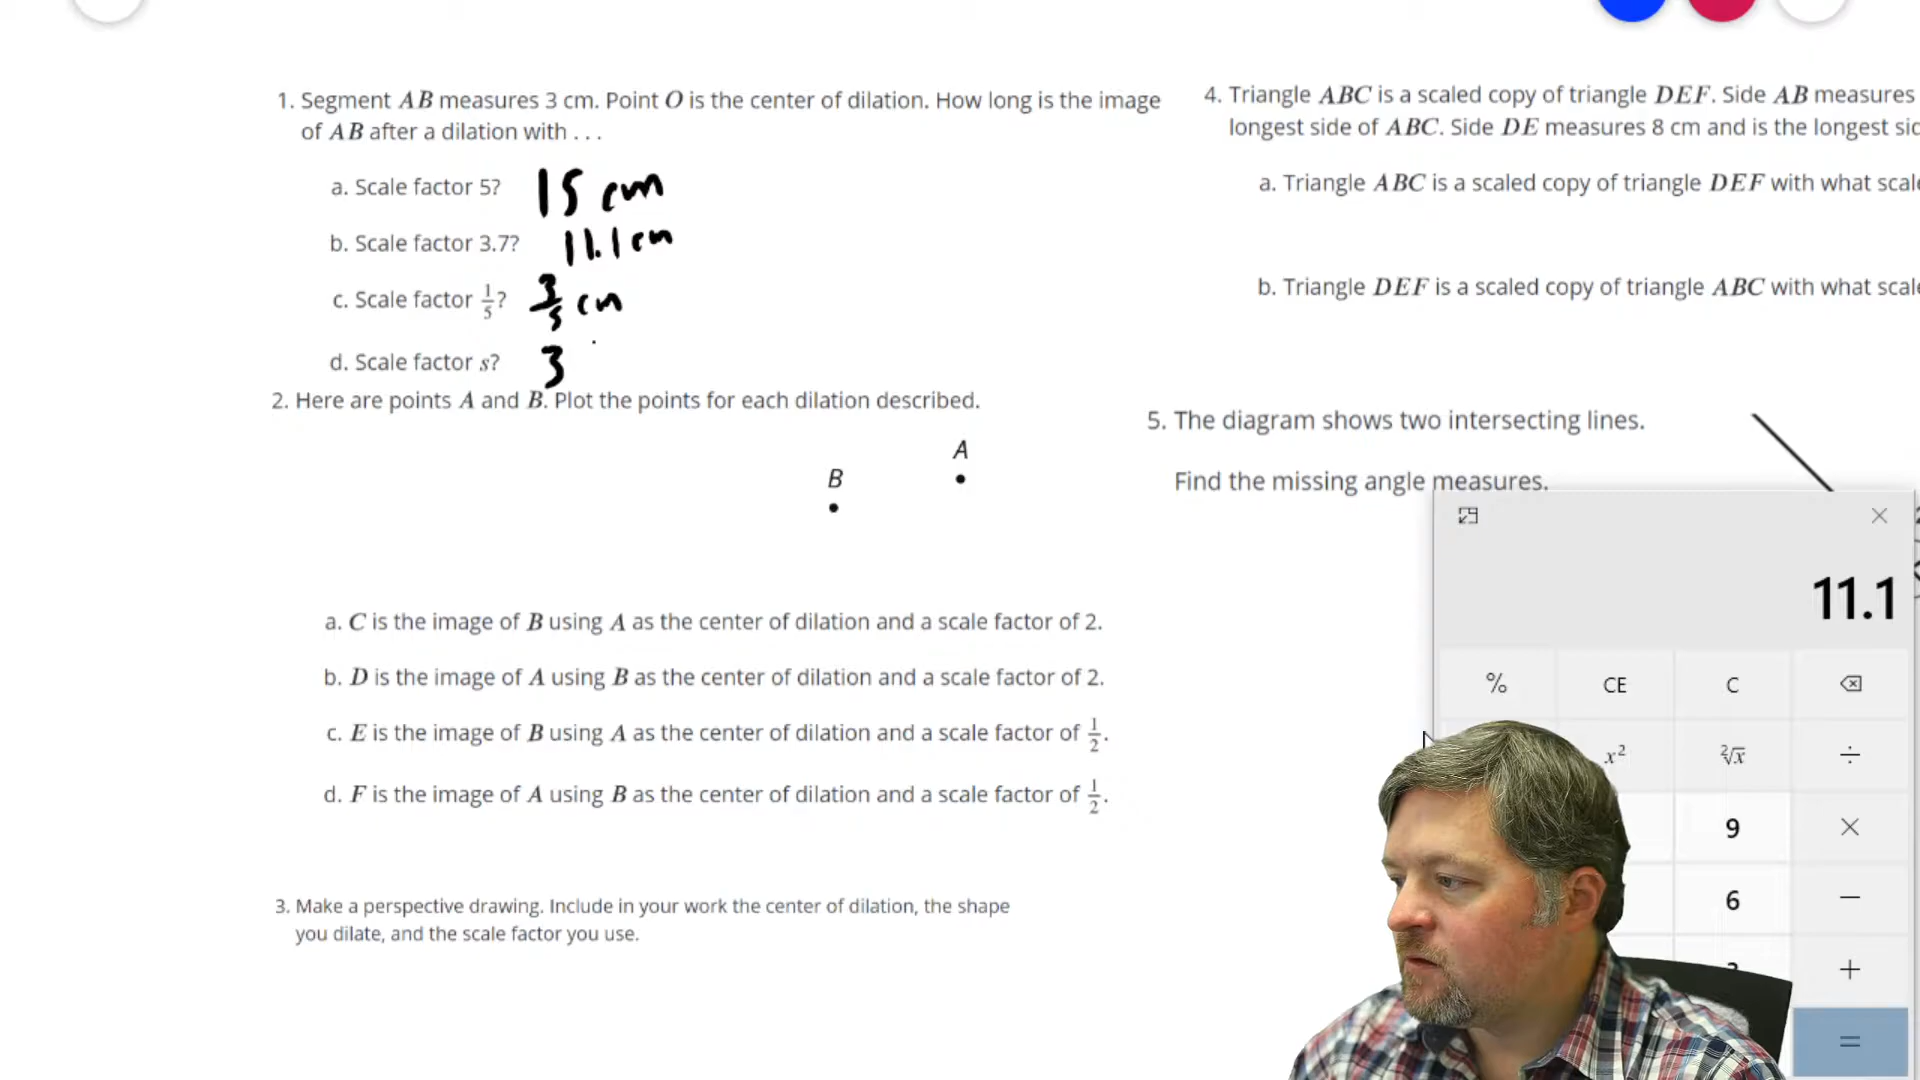 1. Segment AB measures 3 cm. Point O is the center of dilation. How long is the image
of AB after a dilation with . . .
a. Scale factor 5? 15 cm
b. Scale factor 3.7? 11.1 cm
c. Scale factor 1/5? 3/5 cm
d. Scale factor s? 3
2. Here are points A and B. Plot the points for each dilation described.
A
B
a. C is the image of B using A as the center of dilation and a scale factor of 2.
b. D is the image of A using B as the center of dilation and a scale factor of 2.
c. E is the image of B using A as the center of dilation and a scale factor of 1/2.
d. F is the image of A using B as the center of dilation and a scale factor of 1/2.
3. Make a perspective drawing. Include in your work the center of dilation, the shape
you dilate, and the scale factor you use.
4. Triangle ABC is a scaled copy of triangle DEF. Side AB measures
longest side of ABC. Side DE measures 8 cm and is the longest
a. Triangle ABC is a scaled copy of triangle DEF with what
b. Triangle DEF is a scaled copy of triangle ABC with what
5. The diagram shows two intersecting lines.
Find the missing angle measures.
11.1
% CE C
x² ²√x ÷
9 ×
6 −
+
=